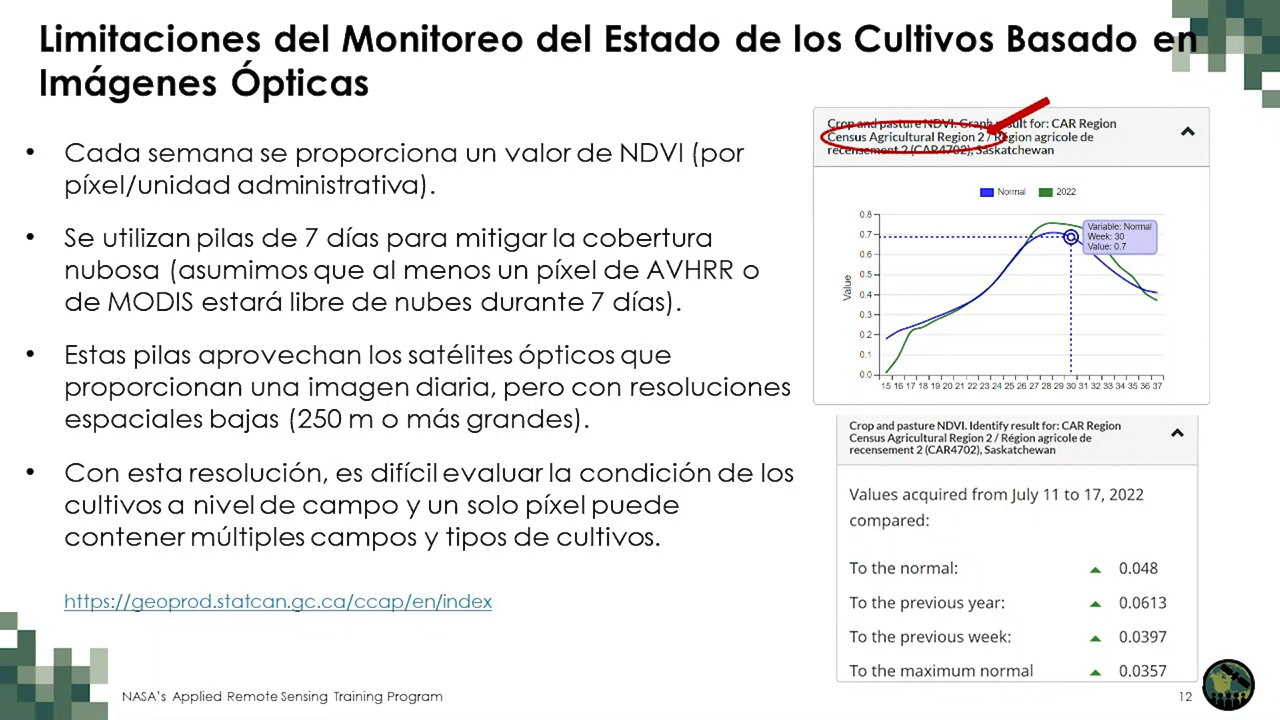 Limitaciones del Monitoreo del Estado de los Cultivos Basado en
Imágenes Ópticas
• Cada semana se proporciona un valor de NDVI (por
píxel/unidad administrativa).
• Se utilizan pilas de 7 días para mitigar la cobertura
nubosa (asumimos que al menos un píxel de AVHRR o
de MODIS estará libre de nubes durante 7 días).
• Estas pilas aprovechan los satélites ópticos que
proporcionan una imagen diaria, pero con resoluciones
espaciales bajas (250 m o más grandes).
• Con esta resolución, es difícil evaluar la condición de los
cultivos a nivel de campo y un solo píxel puede
contener múltiples campos y tipos de cultivos.
https://geoprod.statcan.gc.ca/ccap/en/index
Crop and pasture NDVI. Graph result for: CAR Region
Census Agricultural Region 2 / Région agricole de
recensement 2 (CAR4702), Saskatchewan
Normal 2022
Value
0.8
0.7
0.6
0.5
0.4
0.3
0.2
0.1
0.0
Variable: Normal
Week: 30
Value: 0.7
15 16 17 18 19 20 21 22 23 24 25 26 27 28 29 30 31 32 33 34 35 36 37
Crop and pasture NDVI. Identify result for: CAR Region
Census Agricultural Region 2 / Région agricole de
recensement 2 (CAR4702), Saskatchewan
Values acquired from July 11 to 17, 2022
compared:
To the normal: 0.048
To the previous year: 0.0613
To the previous week: 0.0397
To the maximum normal 0.0357
NASA's Applied Remote Sensing Training Program
12